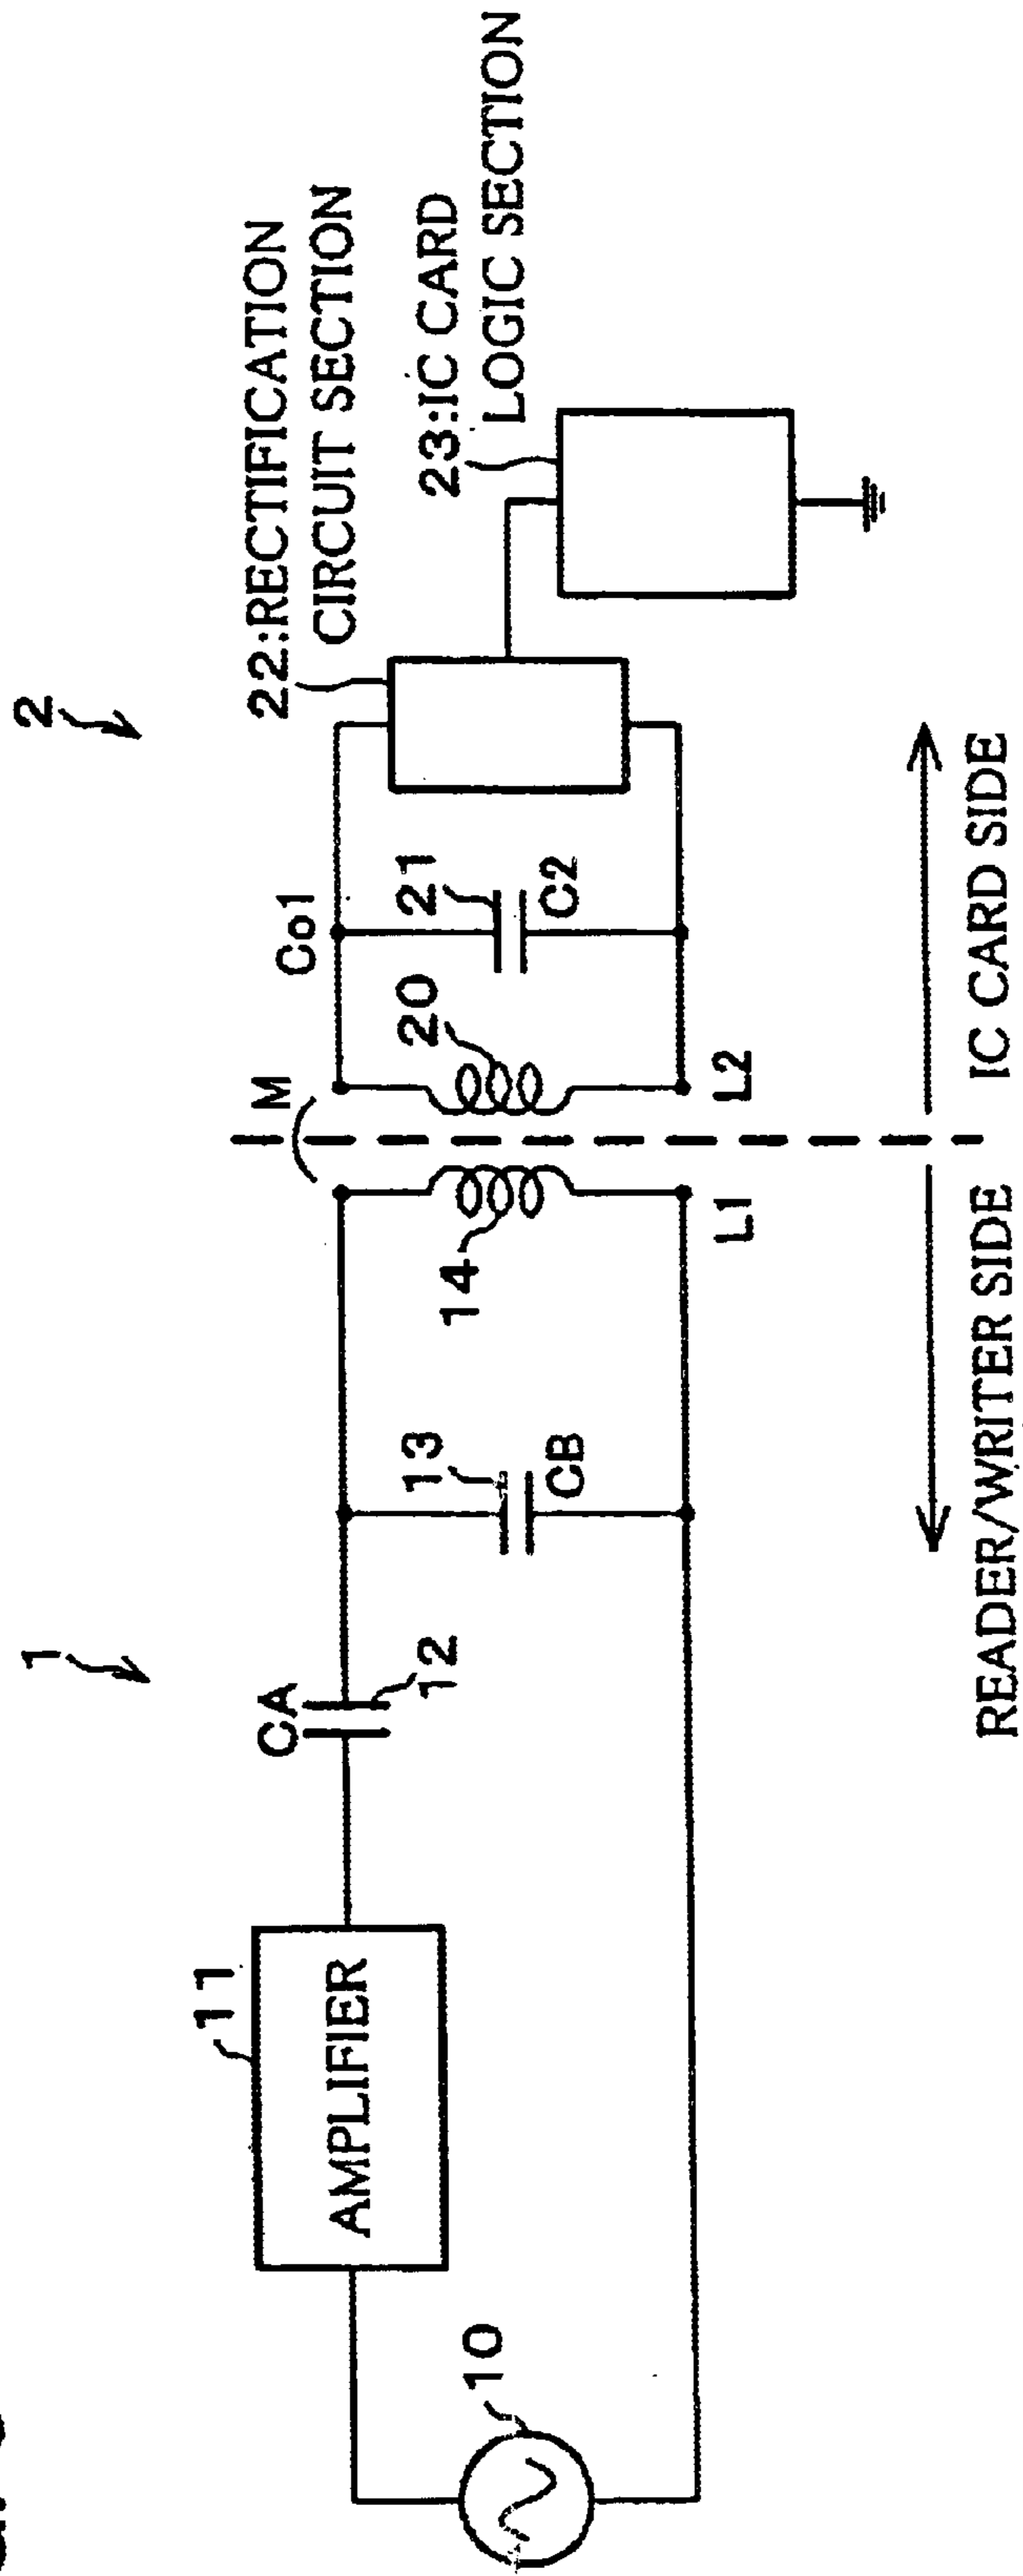 1
2
11
AMPLIFIER
10
CA
12
13
CB
14
L1
M
L2
20
Co1
21
C2
22:RECTIFICATION
CIRCUIT SECTION
23:IC CARD
LOGIC SECTION
READER/WRITER SIDE
IC CARD SIDE